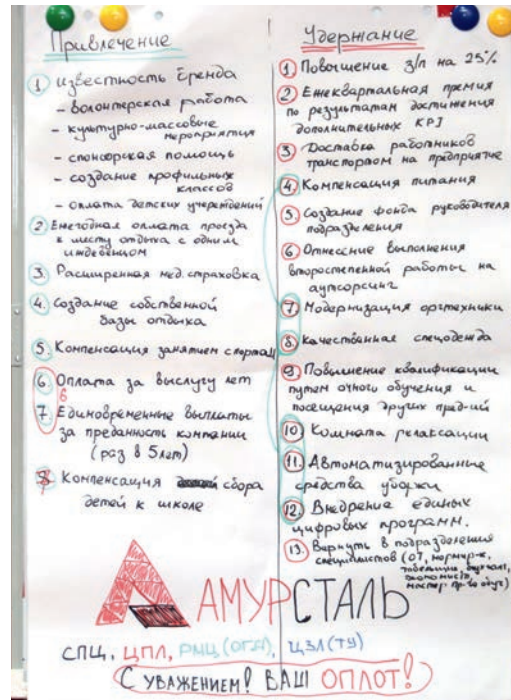 Привлечение
1. известность бренда
- волонтерская работа
- культурно-массовые
мероприятия
- спонсорская помощь
- создание профильных
классов
- оплата детских учреждений
2. Ежегодная оплата проезда
к месту отдыха с одним
иждевенцом
3. Расширенная мед. страховка
4. Создание собственной
базы отдыха
5. Компенсация занятием спортом
6. Оплата за выслугу лет
6
7. Единовременные выплаты
за преданность компании
(раз в 5 лет)
8. Компенсация сбора
детей к школе
Удержание
1. Повышение з/п на 25%
2. Ежеквартальная премия
по результатам достижения
дополнительных KPI
3. Доставка работников
транспортом на предприятие
4. Компенсация питания
5. Создание фонда руководителя
подразделения
6. Отнесение выполнения
второстепенной работы на
аутсорсинг
7. Модернизация оргтехники
8. Качественная спецодежда
9. Повышение квалификации
путем очного обучения и
посещения других пред-ий
10. Комната релаксации
11. Автоматизированные
средства уборки
12. Внедрение единых
цифровых программ.
13. Вернуть в подразделения
специалистов (ОТ, нормир-к,
табельщик,
экономист,
мастер пр-го обуч)
АМУРСТАЛЬ
СПЦ, ЦПЛ, РМЦ (ОГЭ), ЦЗЛ (ТУ)
С УВАЖЕНИЕМ! ВАШ ОПЛОТ!